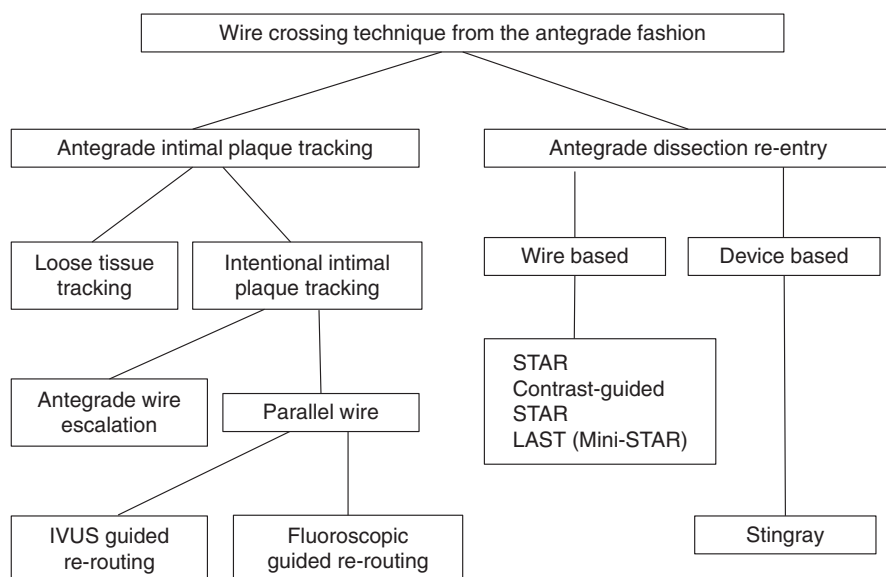 Wire crossing technique from the antegrade fashion
Antegrade intimal plaque tracking
Antegrade dissection re-entry
Loose tissue
tracking
Intentional intimal
plaque tracking
Wire based
Device based
Antegrade wire
escalation
Parallel wire
STAR
Contrast-guided
STAR
LAST (Mini-STAR)
IVUS guided
re-routing
Fluoroscopic
guided re-routing
Stingray